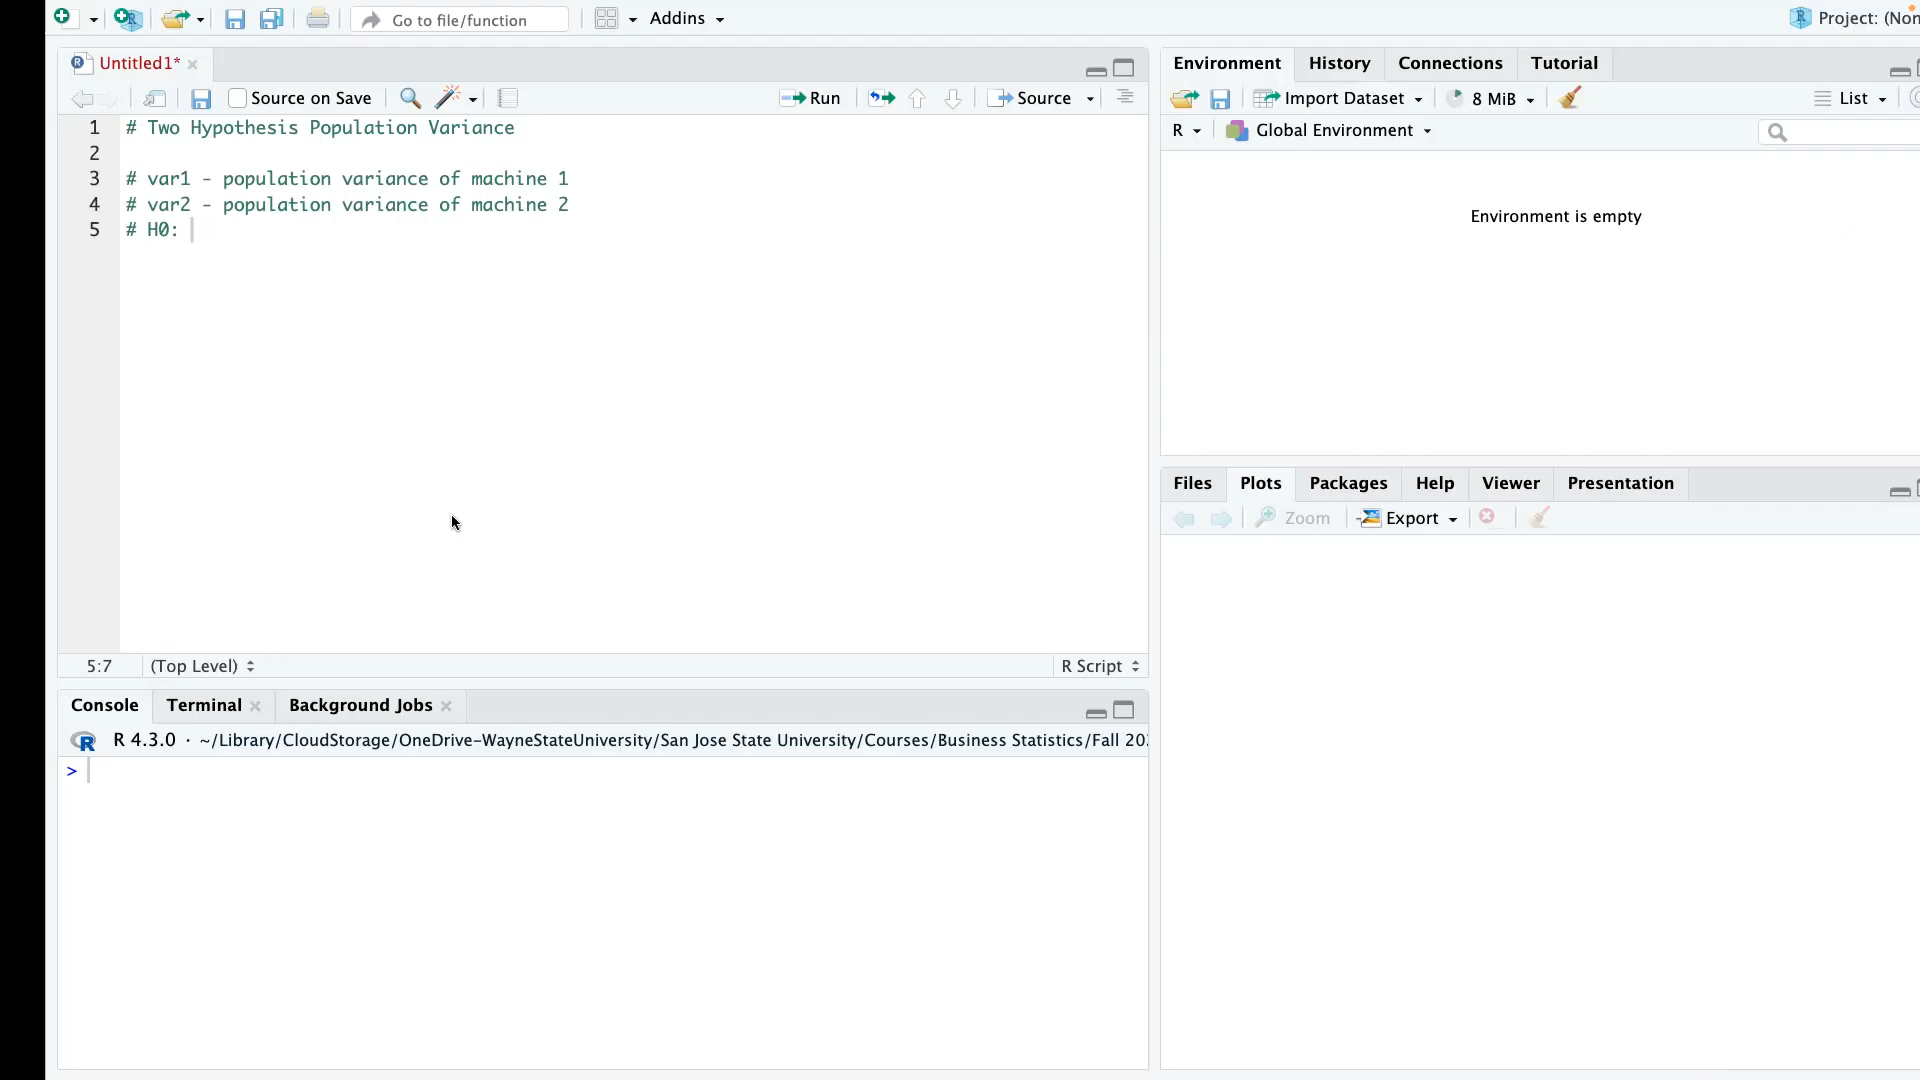 Go to file/function
Addins
Project: (Non
Untitled1*
Source on Save
Run
Source
1 # Two Hypothesis Population Variance
2
3 # var1 - population variance of machine 1
4 # var2 - population variance of machine 2
5 # H0:
5:7 (Top Level) R Script
Console Terminal Background Jobs
R 4.3.0 · ~/Library/CloudStorage/OneDrive-WayneStateUniversity/San Jose State University/Courses/Business Statistics/Fall 20
>
Environment History Connections Tutorial
Import Dataset 8 MiB List
R Global Environment
Environment is empty
Files Plots Packages Help Viewer Presentation
Zoom Export